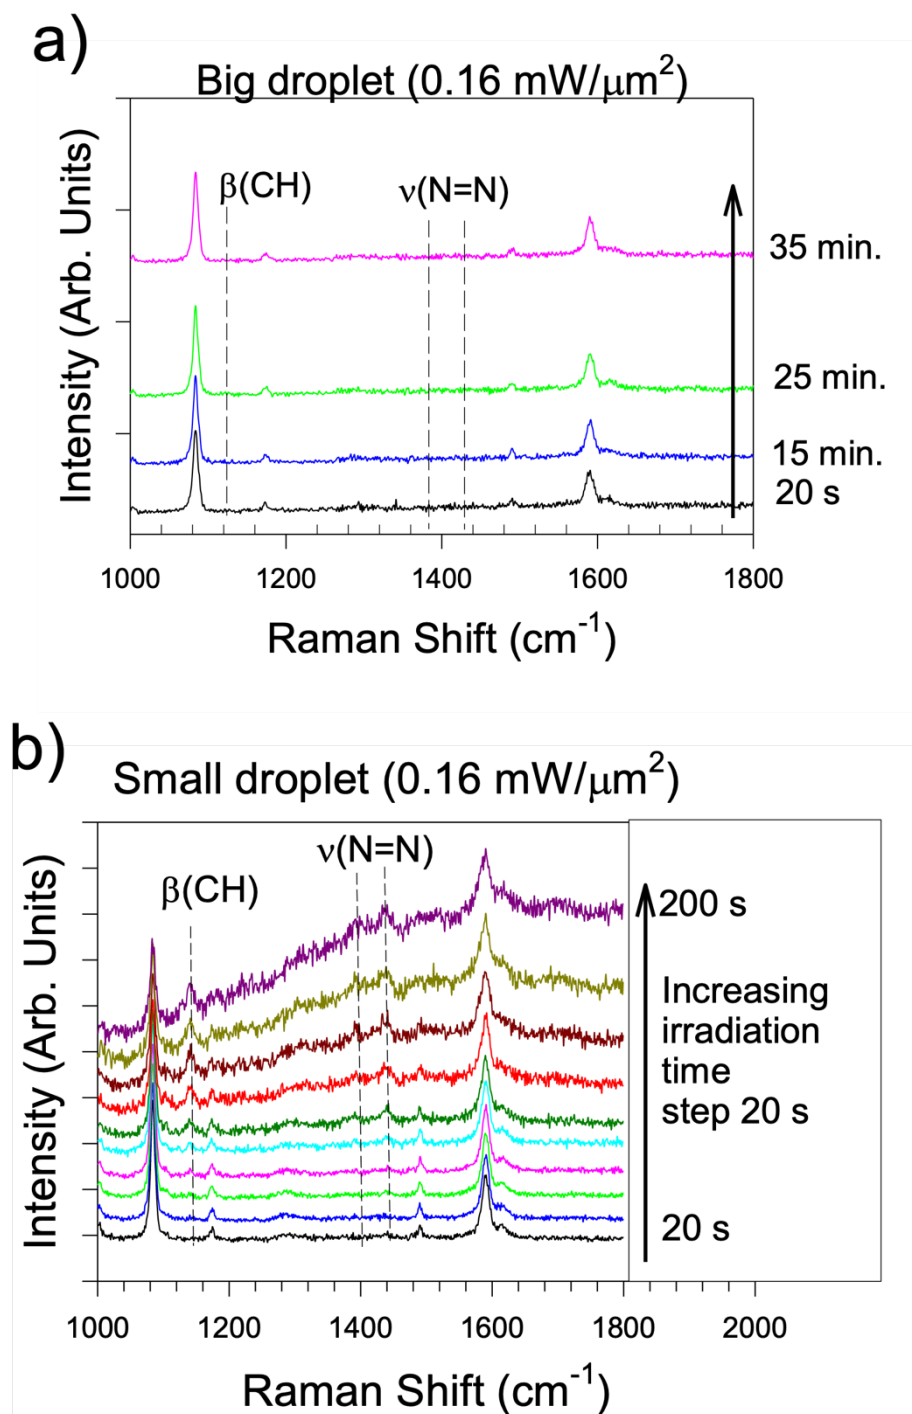 a)
Big droplet (0.16 mW/μm²)
Intensity (Arb. Units)
β(CH)
ν(N=N)
35 min.
25 min.
15 min.
20 s
1000 1200 1400 1600 1800
Raman Shift (cm⁻¹)
b)
Small droplet (0.16 mW/μm²)
Intensity (Arb. Units)
β(CH)
ν(N=N)
200 s
Increasing
irradiation
time
step 20 s
20 s
1000 1200 1400 1600 1800 2000
Raman Shift (cm⁻¹)